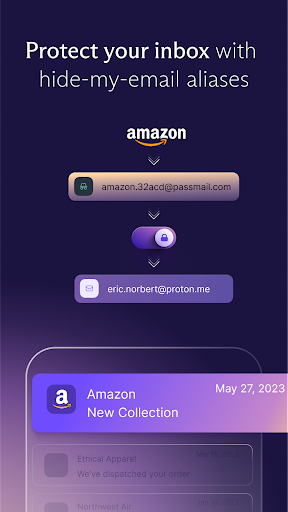 Protect your inbox with
hide-my-email aliases
amazon
amazon.32acd@passmail.com
eric.norbert@proton.me
Amazon
May 27, 2023
New Collection
Ethical Apparel
We've dispatched your order
Northwest Air